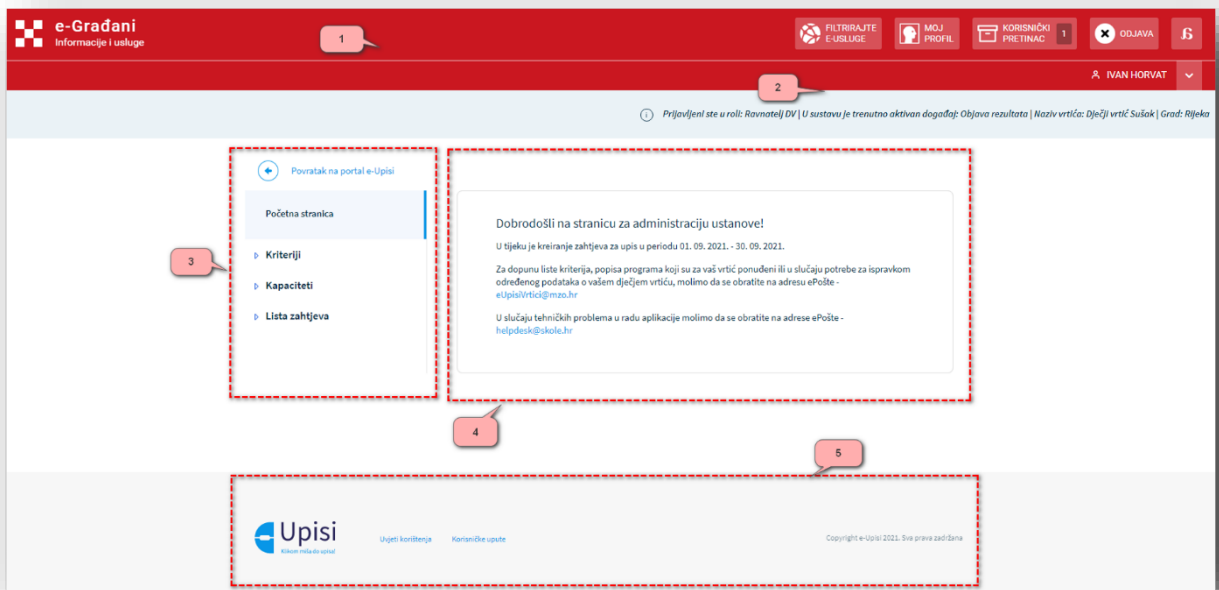 e-Građani
Informacije i usluge
1
FILTRIRAJTE
E-USLUGE
MOJ
PROFIL
KORISNIČKI
PRETINAC
1
ODJAVA
IVAN HORVAT
2
Prijavljeni ste u roli: Ravnatelj DV | U sustavu je trenutno aktivan događaj: Objava rezultata | Naziv vrtića: Dječji vrtić Sušak | Grad: Rijeka
Povratak na portal e-Upisi
Početna stranica
3
Kriteriji
Kapaciteti
Lista zahtjeva
Dobrodošli na stranicu za administraciju ustanove!
U tijeku je kreiranje zahtjeva za upis u periodu 01. 09. 2021. - 30. 09. 2021.
Za dopunu liste kriterija, popisa programa koji su za vaš vrtić ponuđeni ili u slučaju potrebe za ispravkom
određenog podataka o vašem dječjem vrtiću, molimo da se obratite na adresu ePošte -
eUpisiVrtici@mzo.hr
U slučaju tehničkih problema u radu aplikacije molimo da se obratite na adrese ePošte -
helpdesk@skole.hr
4
5
Upisi
Klikom miša do upisa!
Uvjeti korištenja
Korisničke upute
Copyright e-Upisi 2021. Sva prava zadržana